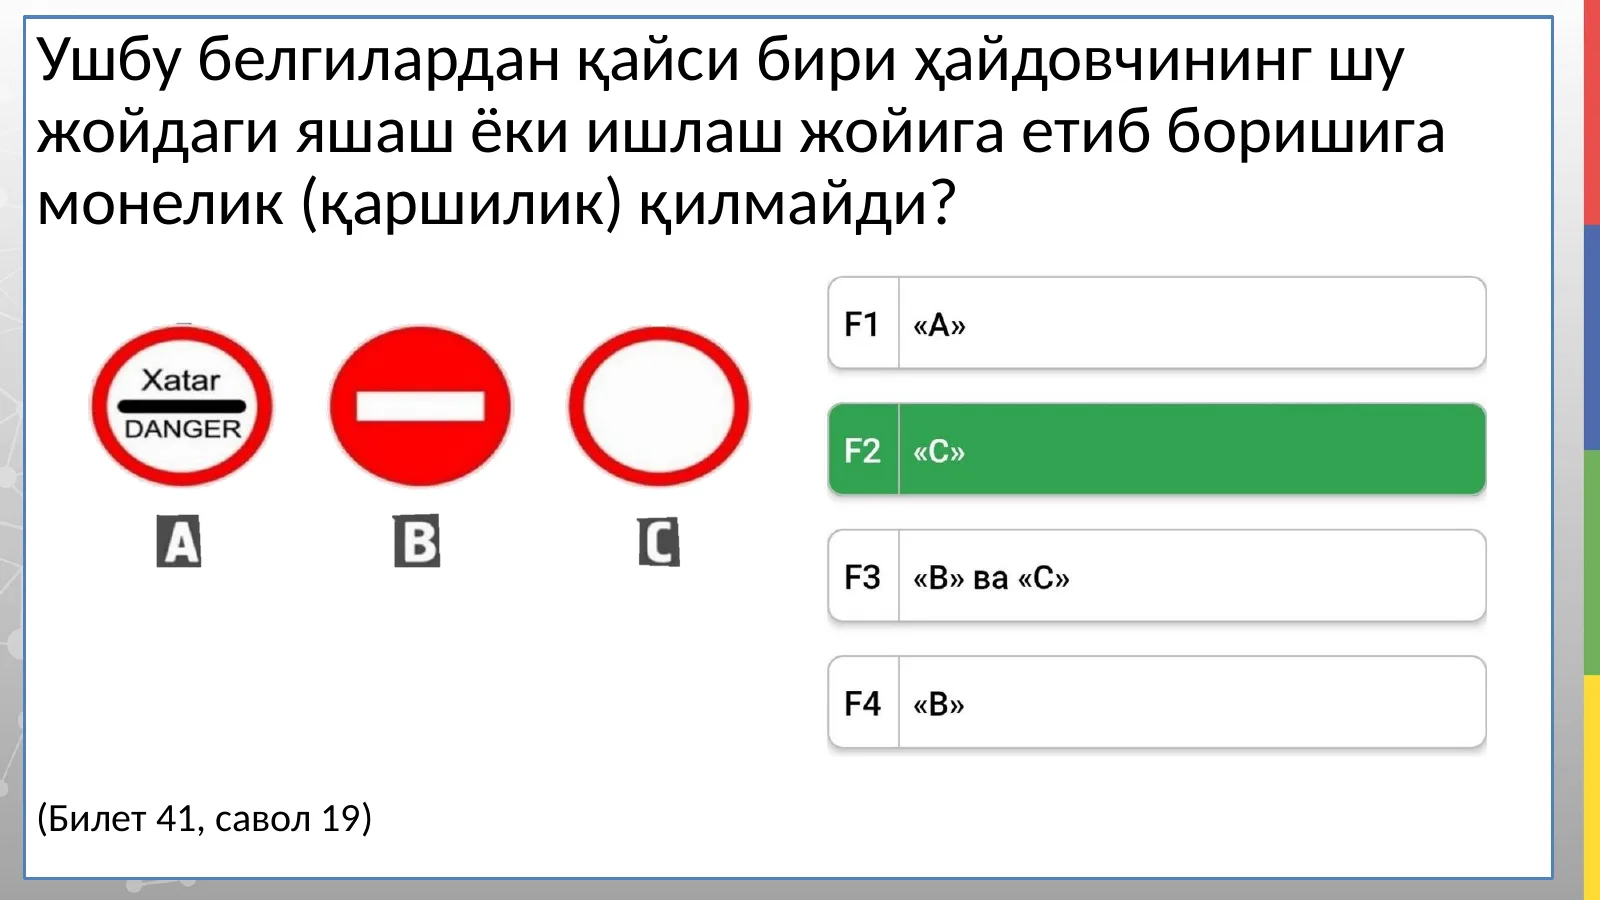 Ушбу белгилардан қайси бири ҳайдовчининг шу
жойдаги яшаш ёки ишлаш жойига етиб боришига
монелик (қаршилик) қилмайди?
Xatar
DANGER
A
B
C
F1 «A»
F2 «C»
F3 «B» ва «C»
F4 «B»
(Билет 41, савол 19)